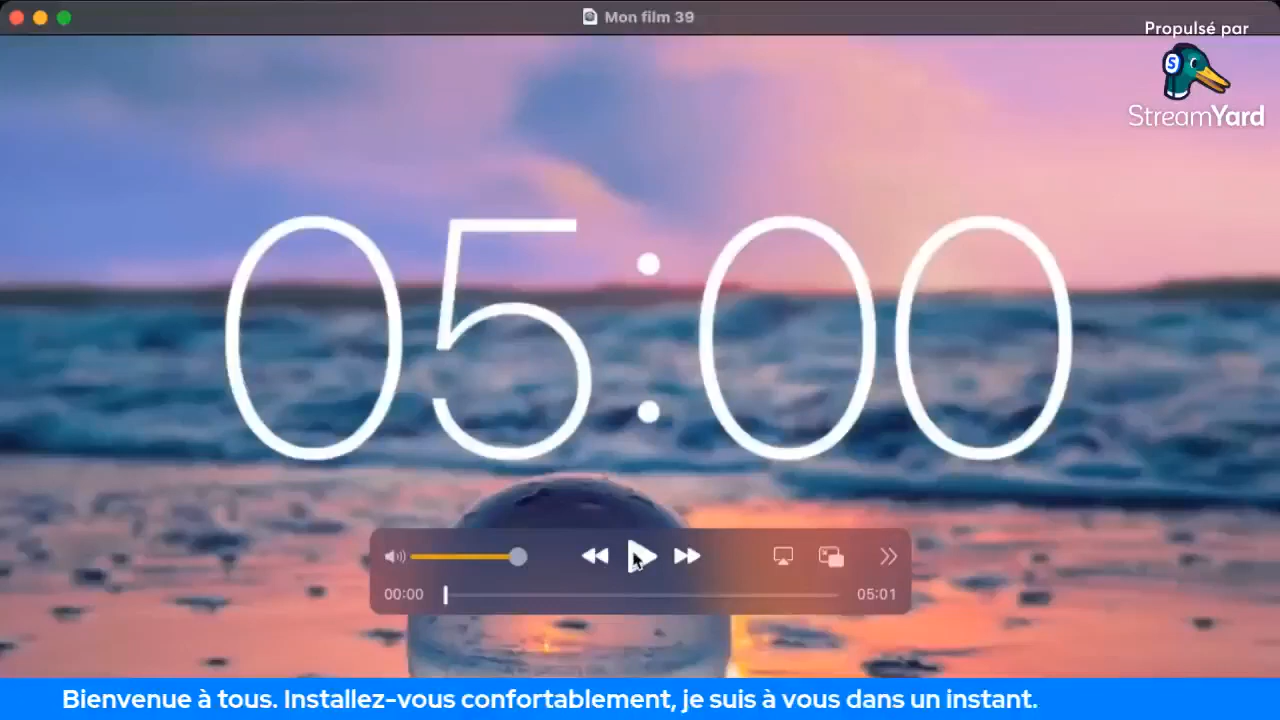 Mon film 39
Propulsé par
S
StreamYard
05:00
00:00
05:01
Bienvenue à tous. Installez-vous confortablement, je suis à vous dans un instant.